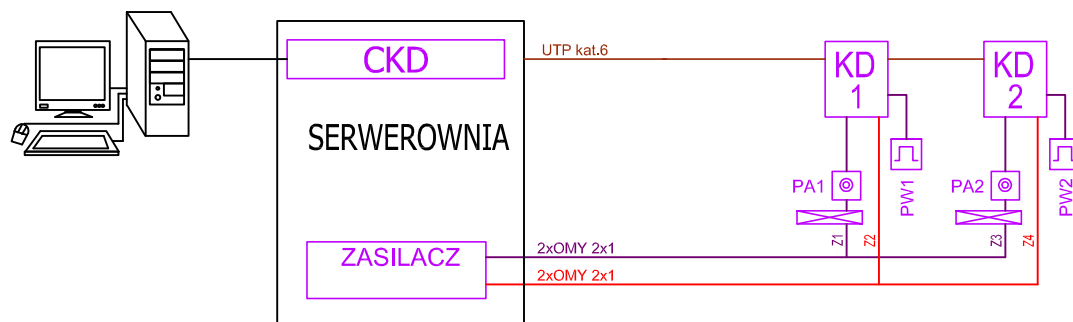 CKD
SERWEROWNIA
ZASILACZ
UTP kat.6
2xOMY 2x1
2xOMY 2x1
KD
1
KD
2
PA1
PW1
PA2
PW2
Z1
Z2
Z3
Z4